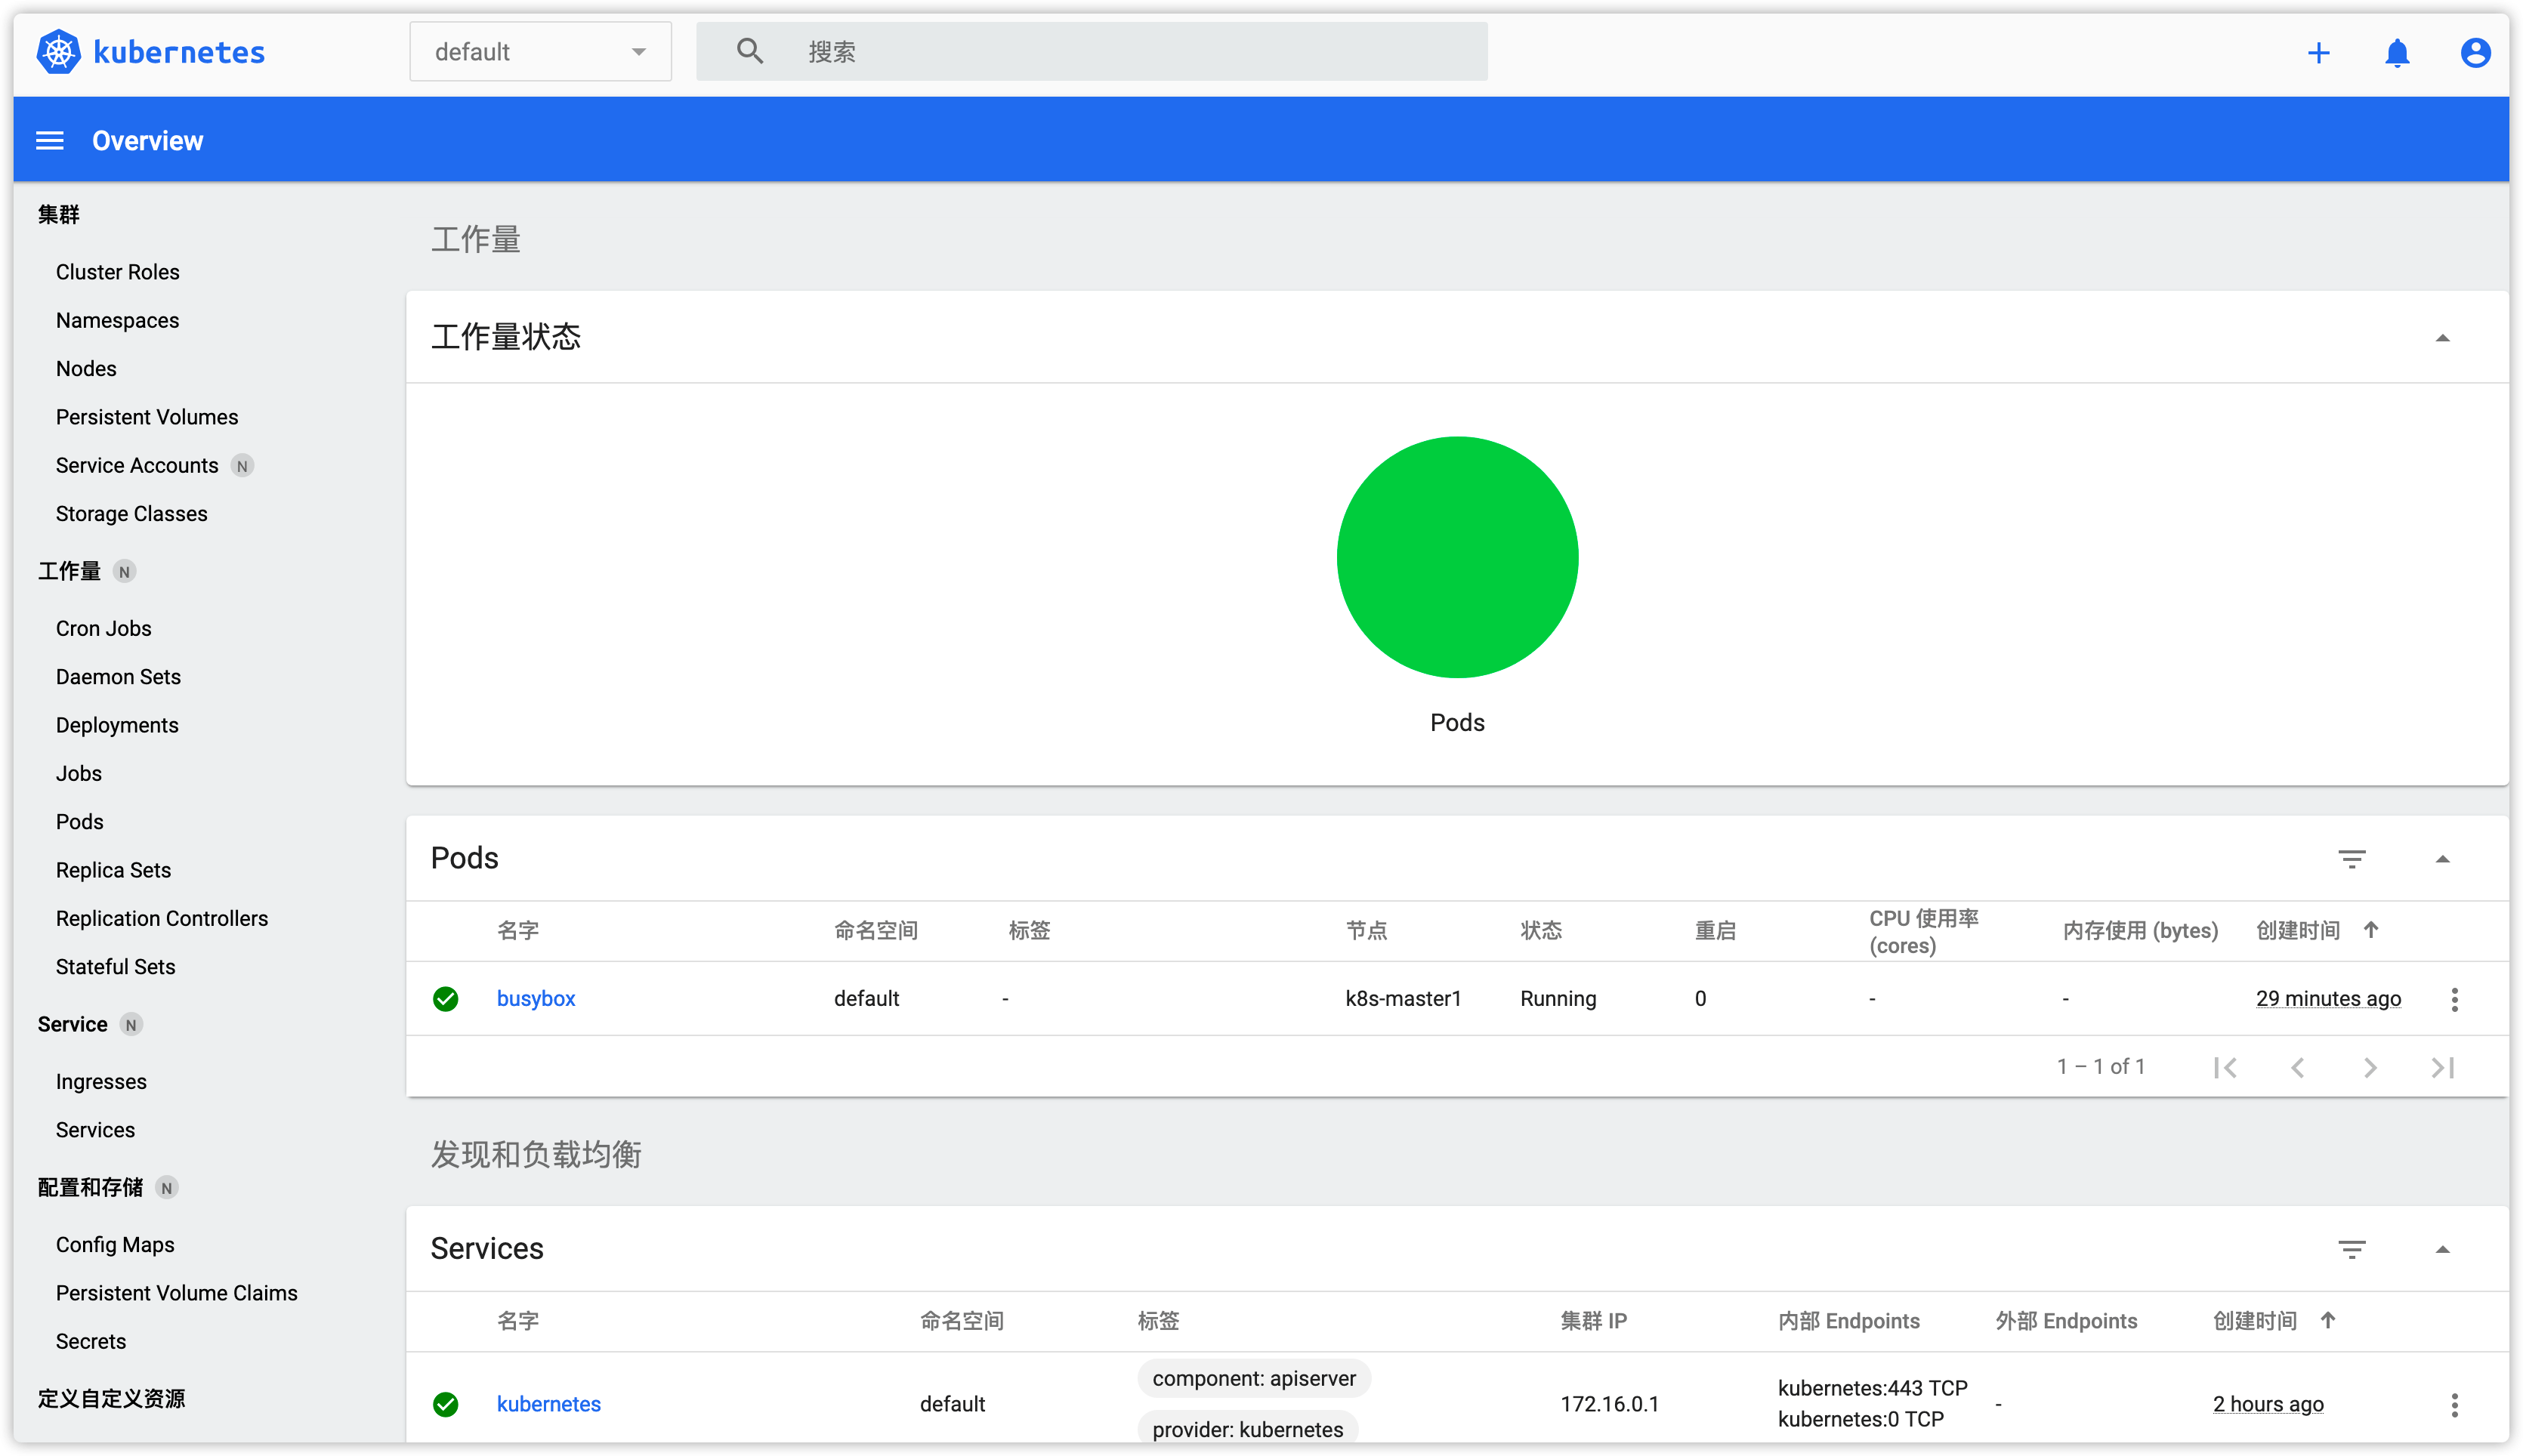 kubernetes
default
搜索
Overview
集群
Cluster Roles
Namespaces
Nodes
Persistent Volumes
Service Accounts N
Storage Classes
工作量 N
Cron Jobs
Daemon Sets
Deployments
Jobs
Pods
Replica Sets
Replication Controllers
Stateful Sets
Service N
Ingresses
Services
配置和存储 N
Config Maps
Persistent Volume Claims
Secrets
定义自定义资源
工作量
工作量状态
Pods
Pods
名字 命名空间 标签 节点 状态 重启 CPU 使用率 (cores) 内存使用 (bytes) 创建时间
busybox default - k8s-master1 Running 0 - - 29 minutes ago
1 – 1 of 1
发现和负载均衡
Services
名字 命名空间 标签 集群 IP 内部 Endpoints 外部 Endpoints 创建时间
kubernetes default component: apiserver 172.16.0.1 kubernetes:443 TCP - 2 hours ago
provider: kubernetes kubernetes:0 TCP